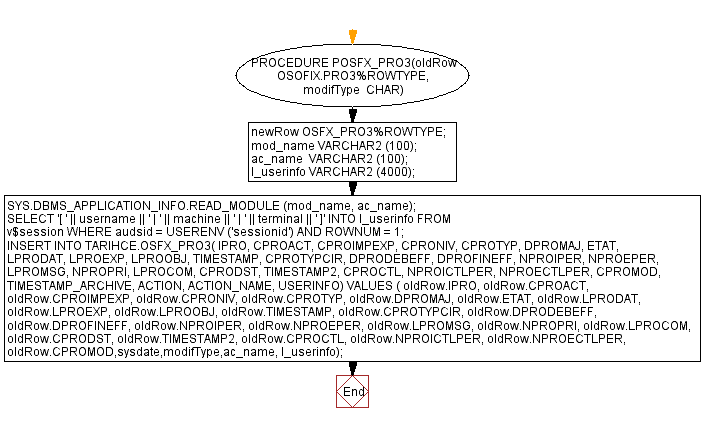 PROCEDURE POSFX_PRO3(oldRow
OSOFIX.PRO3%ROWTYPE,
modifType CHAR)
newRow OSFX_PRO3%ROWTYPE;
mod_name VARCHAR2 (100);
ac_name VARCHAR2 (100);
l_userinfo VARCHAR2 (4000);
SYS.DBMS_APPLICATION_INFO.READ_MODULE (mod_name, ac_name);
SELECT '[ ' || username || ' | ' || machine || ' | ' || terminal || ' ]' INTO l_userinfo FROM
v$session WHERE audsid = USERENV ('sessionid') AND ROWNUM = 1;
INSERT INTO TARIHCE.OSFX_PRO3( IPRO, CPROACT, CPROIMPEXP, CPRONIV, CPROTYP, DPROMAJ, ETAT,
LPRODAT, LPROEXP, LPROOBJ, TIMESTAMP, CPROTYPCIR, DPRODEBEFF, DPROFINEFF, NPROIPER, NPROEPER,
LPROMSG, NPROPRI, LPROCOM, CPRODST, TIMESTAMP2, CPROCTL, NPROICTLPER, NPROECTLPER, CPROMOD,
TIMESTAMP_ARCHIVE, ACTION, ACTION_NAME, USERINFO) VALUES ( oldRow.IPRO, oldRow.CPROACT,
oldRow.CPROIMPEXP, oldRow.CPRONIV, oldRow.CPROTYP, oldRow.DPROMAJ, oldRow.ETAT, oldRow.LPRODAT,
oldRow.LPROEXP, oldRow.LPROOBJ, oldRow.TIMESTAMP, oldRow.CPROTYPCIR, oldRow.DPRODEBEFF,
oldRow.DPROFINEFF, oldRow.NPROIPER, oldRow.NPROEPER, oldRow.LPROMSG, oldRow.NPROPRI, oldRow.LPROCOM,
oldRow.CPRODST, oldRow.TIMESTAMP2, oldRow.CPROCTL, oldRow.NPROICTLPER, oldRow.NPROECTLPER,
oldRow.CPROMOD,sysdate,modifType,ac_name, l_userinfo);
End